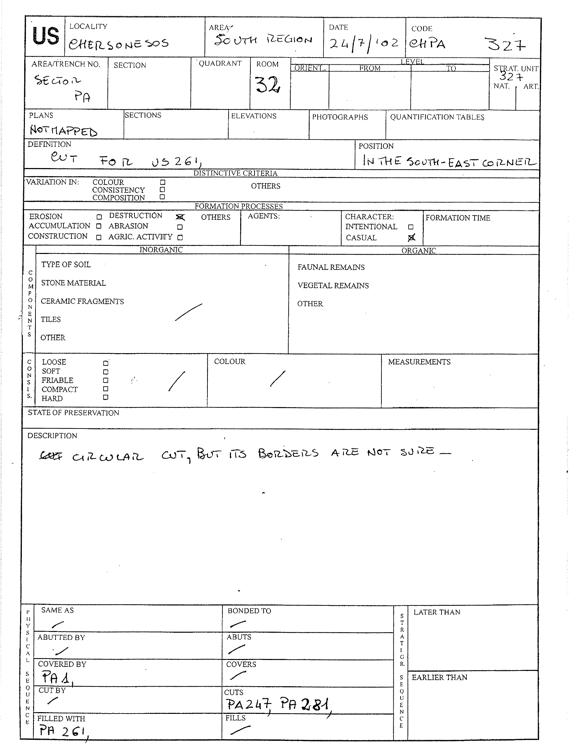 US LOCALITY AREA DATE CODE
CHERSONESOS SOUTH REGION 24/7/'02 CHPA 327
AREA/TRENCH NO. SECTION QUADRANT ROOM LEVEL STRAT. UNIT
ORIENT. FROM TO
SECTOR PA 32 327
NAT. ART.
PLANS SECTIONS ELEVATIONS PHOTOGRAPHS QUANTIFICATION TABLES
NOT MAPPED
DEFINITION POSITION
CUT FOR US 261, IN THE SOUTH-EAST CORNER
DISTINCTIVE CRITERIA
VARIATION IN: COLOUR OTHERS
CONSISTENCY
COMPOSITION
FORMATION PROCESSES
EROSION DESTRUCTION OTHERS AGENTS: CHARACTER: FORMATION TIME
ACCUMULATION ABRASION INTENTIONAL
CONSTRUCTION AGRIC. ACTIVITY CASUAL
INORGANIC ORGANIC
COMPONENTS
TYPE OF SOIL FAUNAL REMAINS
STONE MATERIAL VEGETAL REMAINS
CERAMIC FRAGMENTS OTHER
TILES
OTHER
CONSIS.
LOOSE COLOUR MEASUREMENTS
SOFT
FRIABLE
COMPACT
HARD
STATE OF PRESERVATION
DESCRIPTION
CIRCULAR CUT, BUT ITS BORDERS ARE NOT SURE –
PHYSICAL SEQUENCE
SAME AS BONDED TO STRATIGR. SEQUENCE LATER THAN
ABUTTED BY ABUTS
COVERED BY COVERS EARLIER THAN
PA 1,
CUT BY CUTS
PA 247, PA 281,
FILLED WITH FILLS
PA 261,